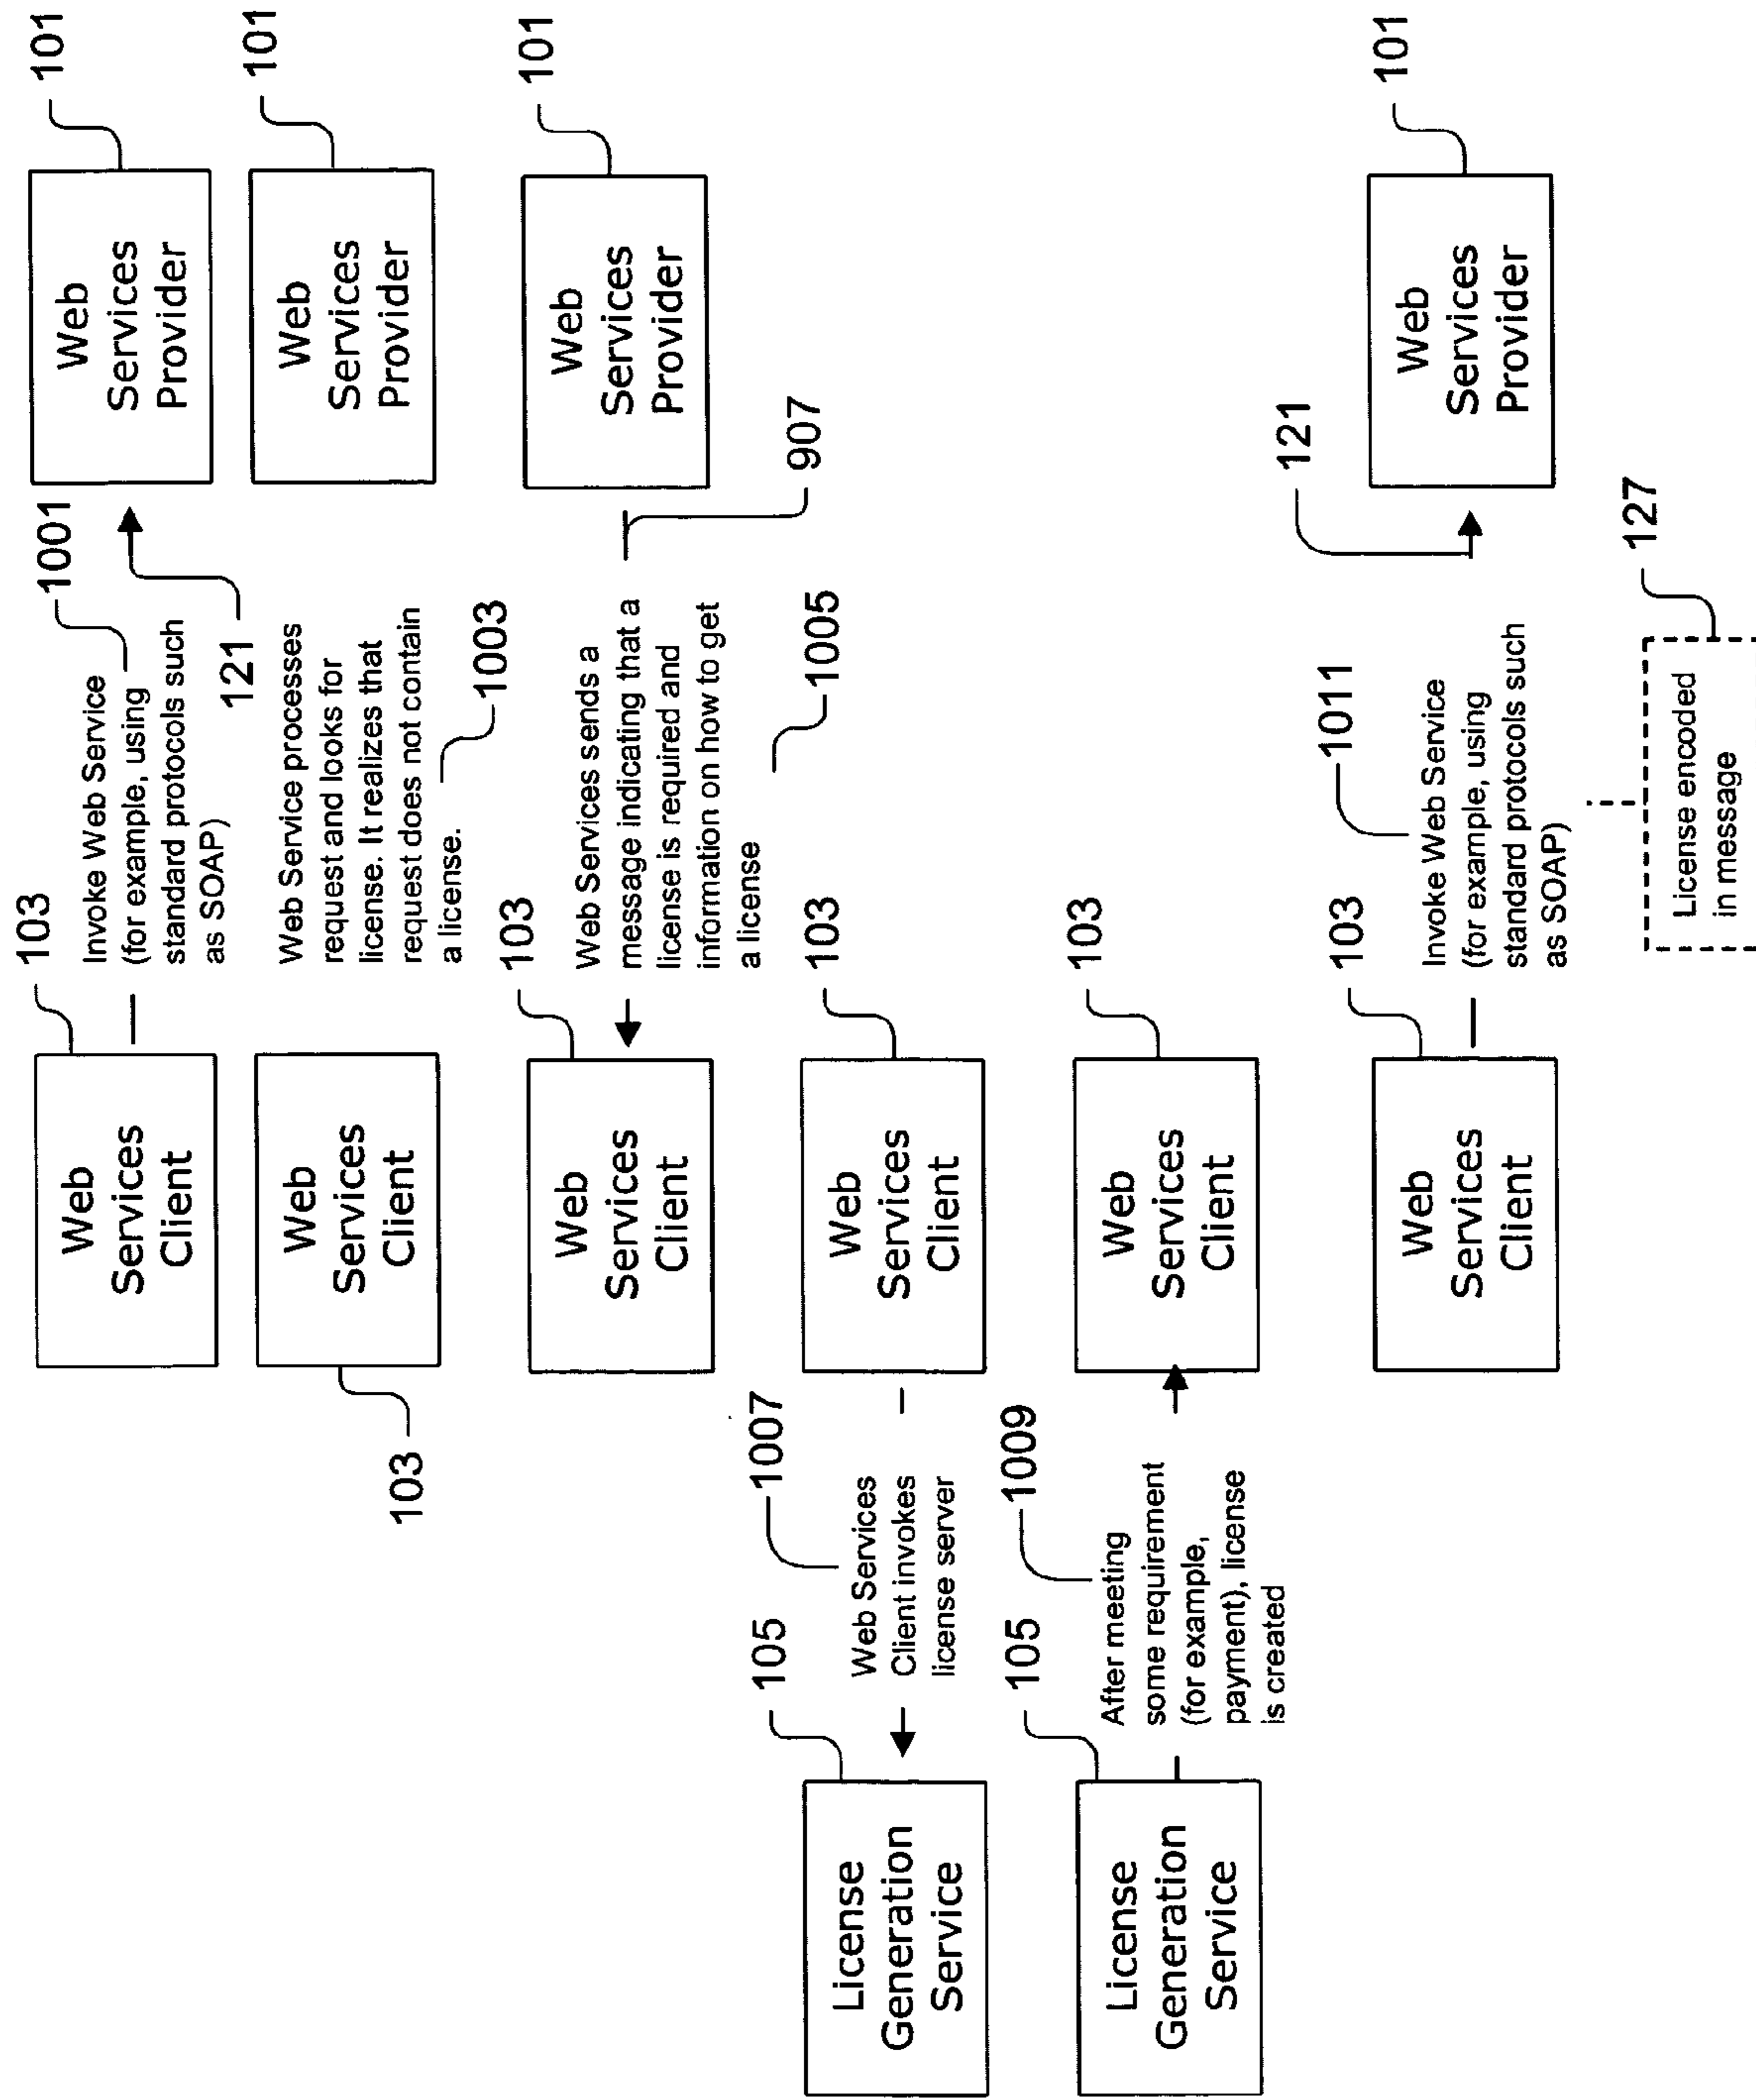 103
1001
101
Web
Services
Client
Invoke Web Service
(for example, using
standard protocols such
as SOAP)
Web
Services
Provider
121
101
Web
Services
Client
Web Service processes
request and looks for
license. It realizes that
request does not contain
a license.
Web
Services
Provider
103
1003
103
101
Web
Services
Client
Web Services sends a
message indicating that a
license is required and
information on how to get
a license
Web
Services
Provider
907
1005
105
1007
103
License
Generation
Service
Web Services
Client invokes
license server
Web
Services
Client
105
1009
103
License
Generation
Service
After meeting
some requirement
(for example,
payment), license
is created
Web
Services
Client
103
1011
121
101
Web
Services
Client
Invoke Web Service
(for example, using
standard protocols such
as SOAP)
Web
Services
Provider
127
License encoded
in message